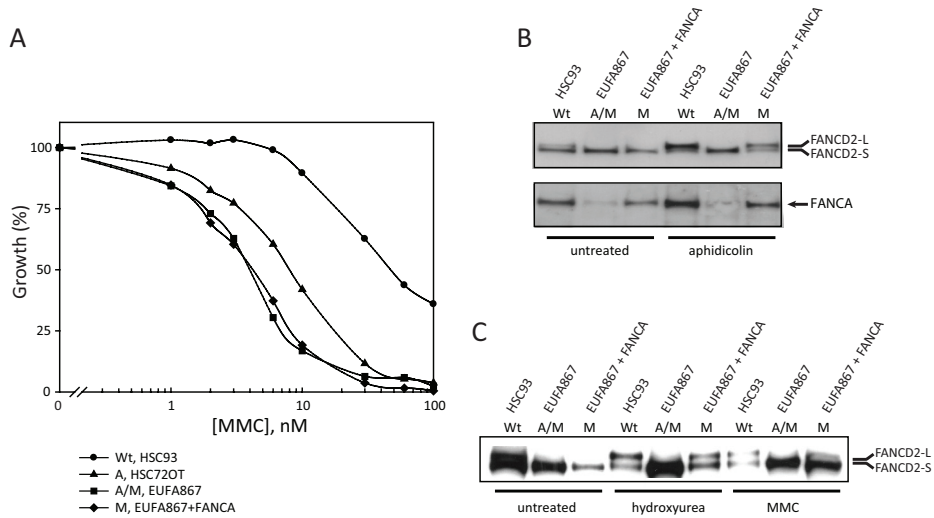 A
Growth (%)
100
75
50
25
0
0
1
10
100
[MMC], nM
Wt, HSC93
A, HSC72OT
A/M, EUFA867
M, EUFA867+FANCA
B
HSC93
EUFA867
EUFA867 + FANCA
HSC93
EUFA867
EUFA867 + FANCA
Wt A/M M Wt A/M M
FANCD2-L
FANCD2-S
FANCA
untreated aphidicolin
C
HSC93
EUFA867
EUFA867 + FANCA
HSC93
EUFA867
EUFA867 + FANCA
HSC93
EUFA867
EUFA867 + FANCA
Wt A/M M Wt A/M M Wt A/M M
FANCD2-L
FANCD2-S
untreated hydroxyurea MMC